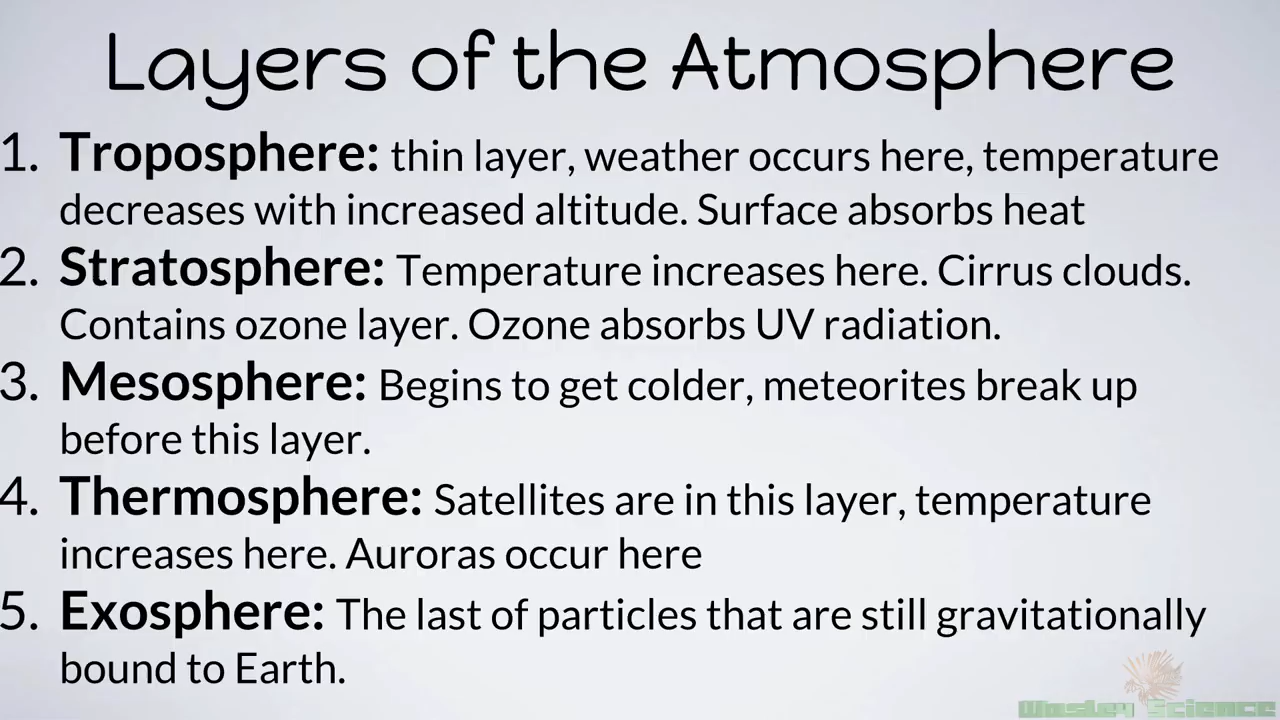 Layers of the Atmosphere
1. Troposphere: thin layer, weather occurs here, temperature
decreases with increased altitude. Surface absorbs heat
2. Stratosphere: Temperature increases here. Cirrus clouds.
Contains ozone layer. Ozone absorbs UV radiation.
3. Mesosphere: Begins to get colder, meteorites break up
before this layer.
4. Thermosphere: Satellites are in this layer, temperature
increases here. Auroras occur here
5. Exosphere: The last of particles that are still gravitationally
bound to Earth.
Science